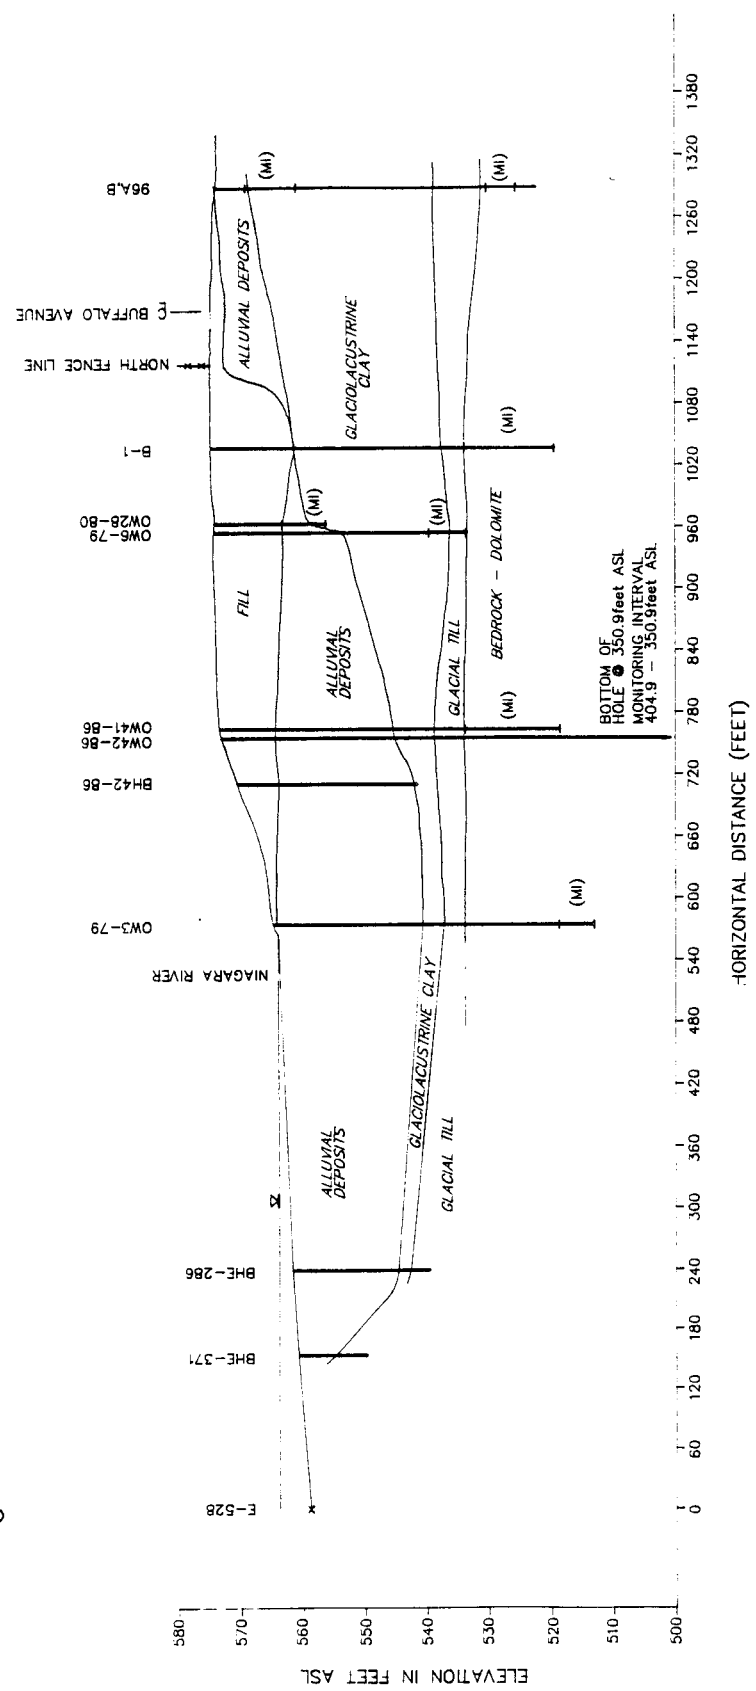 E-528
BHE-371
BHE-286
NIAGARA RIVER
OW3-79
BH42-86
OW42-86
OW41-86
OW6-79
OW28-80
B-1
NORTH FENCE LINE
℄ BUFFALO AVENUE
96A,B
FILL
ALLUVIAL DEPOSITS
ALLUVIAL
DEPOSITS
ALLUVIAL
DEPOSITS
GLACIOLACUSTRINE
CLAY
GLACIOLACUSTRINE CLAY
GLACIAL TILL
GLACIAL TILL
BEDROCK - DOLOMITE
(MI)
(MI)
(MI)
(MI)
(MI)
(MI)
(MI)
BOTTOM OF
HOLE @ 350.9feet ASL
MONITORING INTERVAL
404.9 - 350.9feet ASL
ELEVATION IN FEET ASL
580
570
560
550
540
530
520
510
500
0
60
120
180
240
300
360
420
480
540
600
660
720
780
840
900
960
1020
1080
1140
1200
1260
1320
1380
HORIZONTAL DISTANCE (FEET)